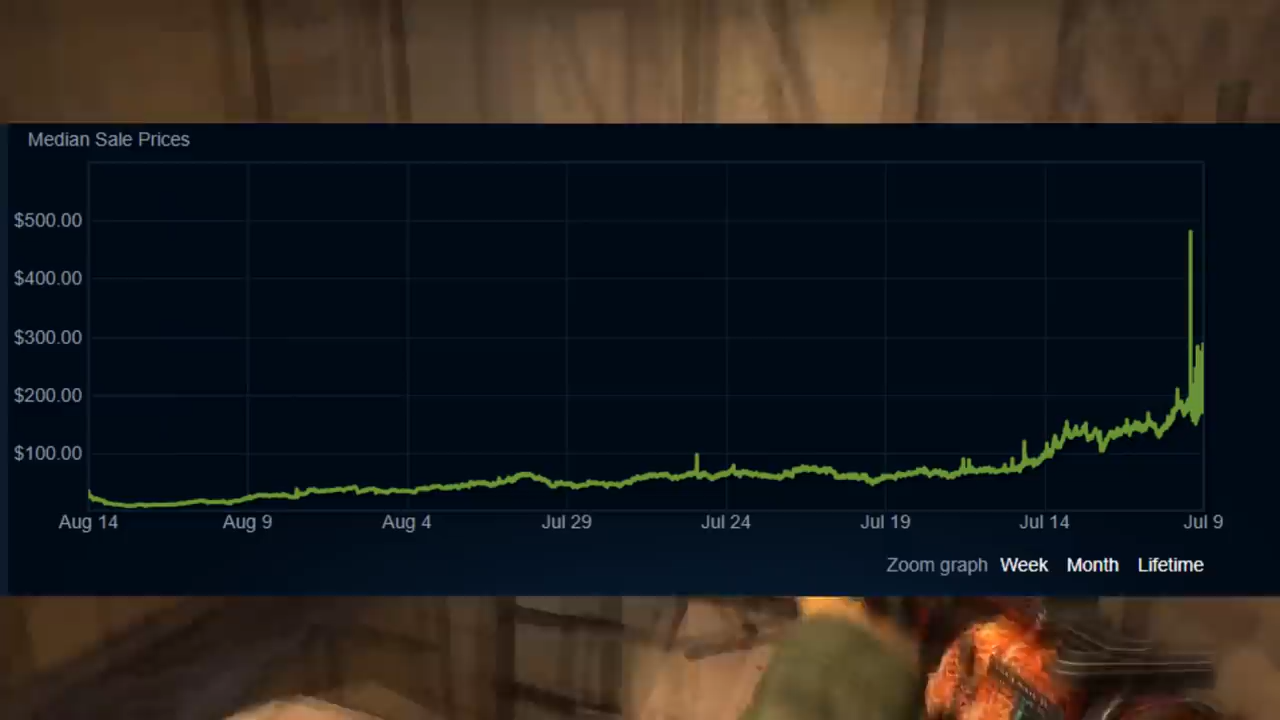 Median Sale Prices
$500.00
$400.00
$300.00
$200.00
$100.00
Aug 14 Aug 9 Aug 4 Jul 29 Jul 24 Jul 19 Jul 14 Jul 9
Zoom graph Week Month Lifetime